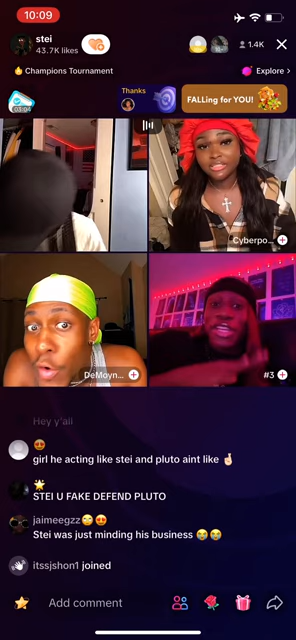 10:09
stei
43.7K likes
1.4K
Champions Tournament
Explore >
03:04
Thanks
FALLing for YOU!
Cyberpo...
DeMoyn...
#3
Hey y'all
girl he acting like stei and pluto aint like 🤞🏻
STEI U FAKE DEFEND PLUTO
jaimeegzz🙄😍
Stei was just minding his business 😭😭
itssjshon1 joined
Add comment